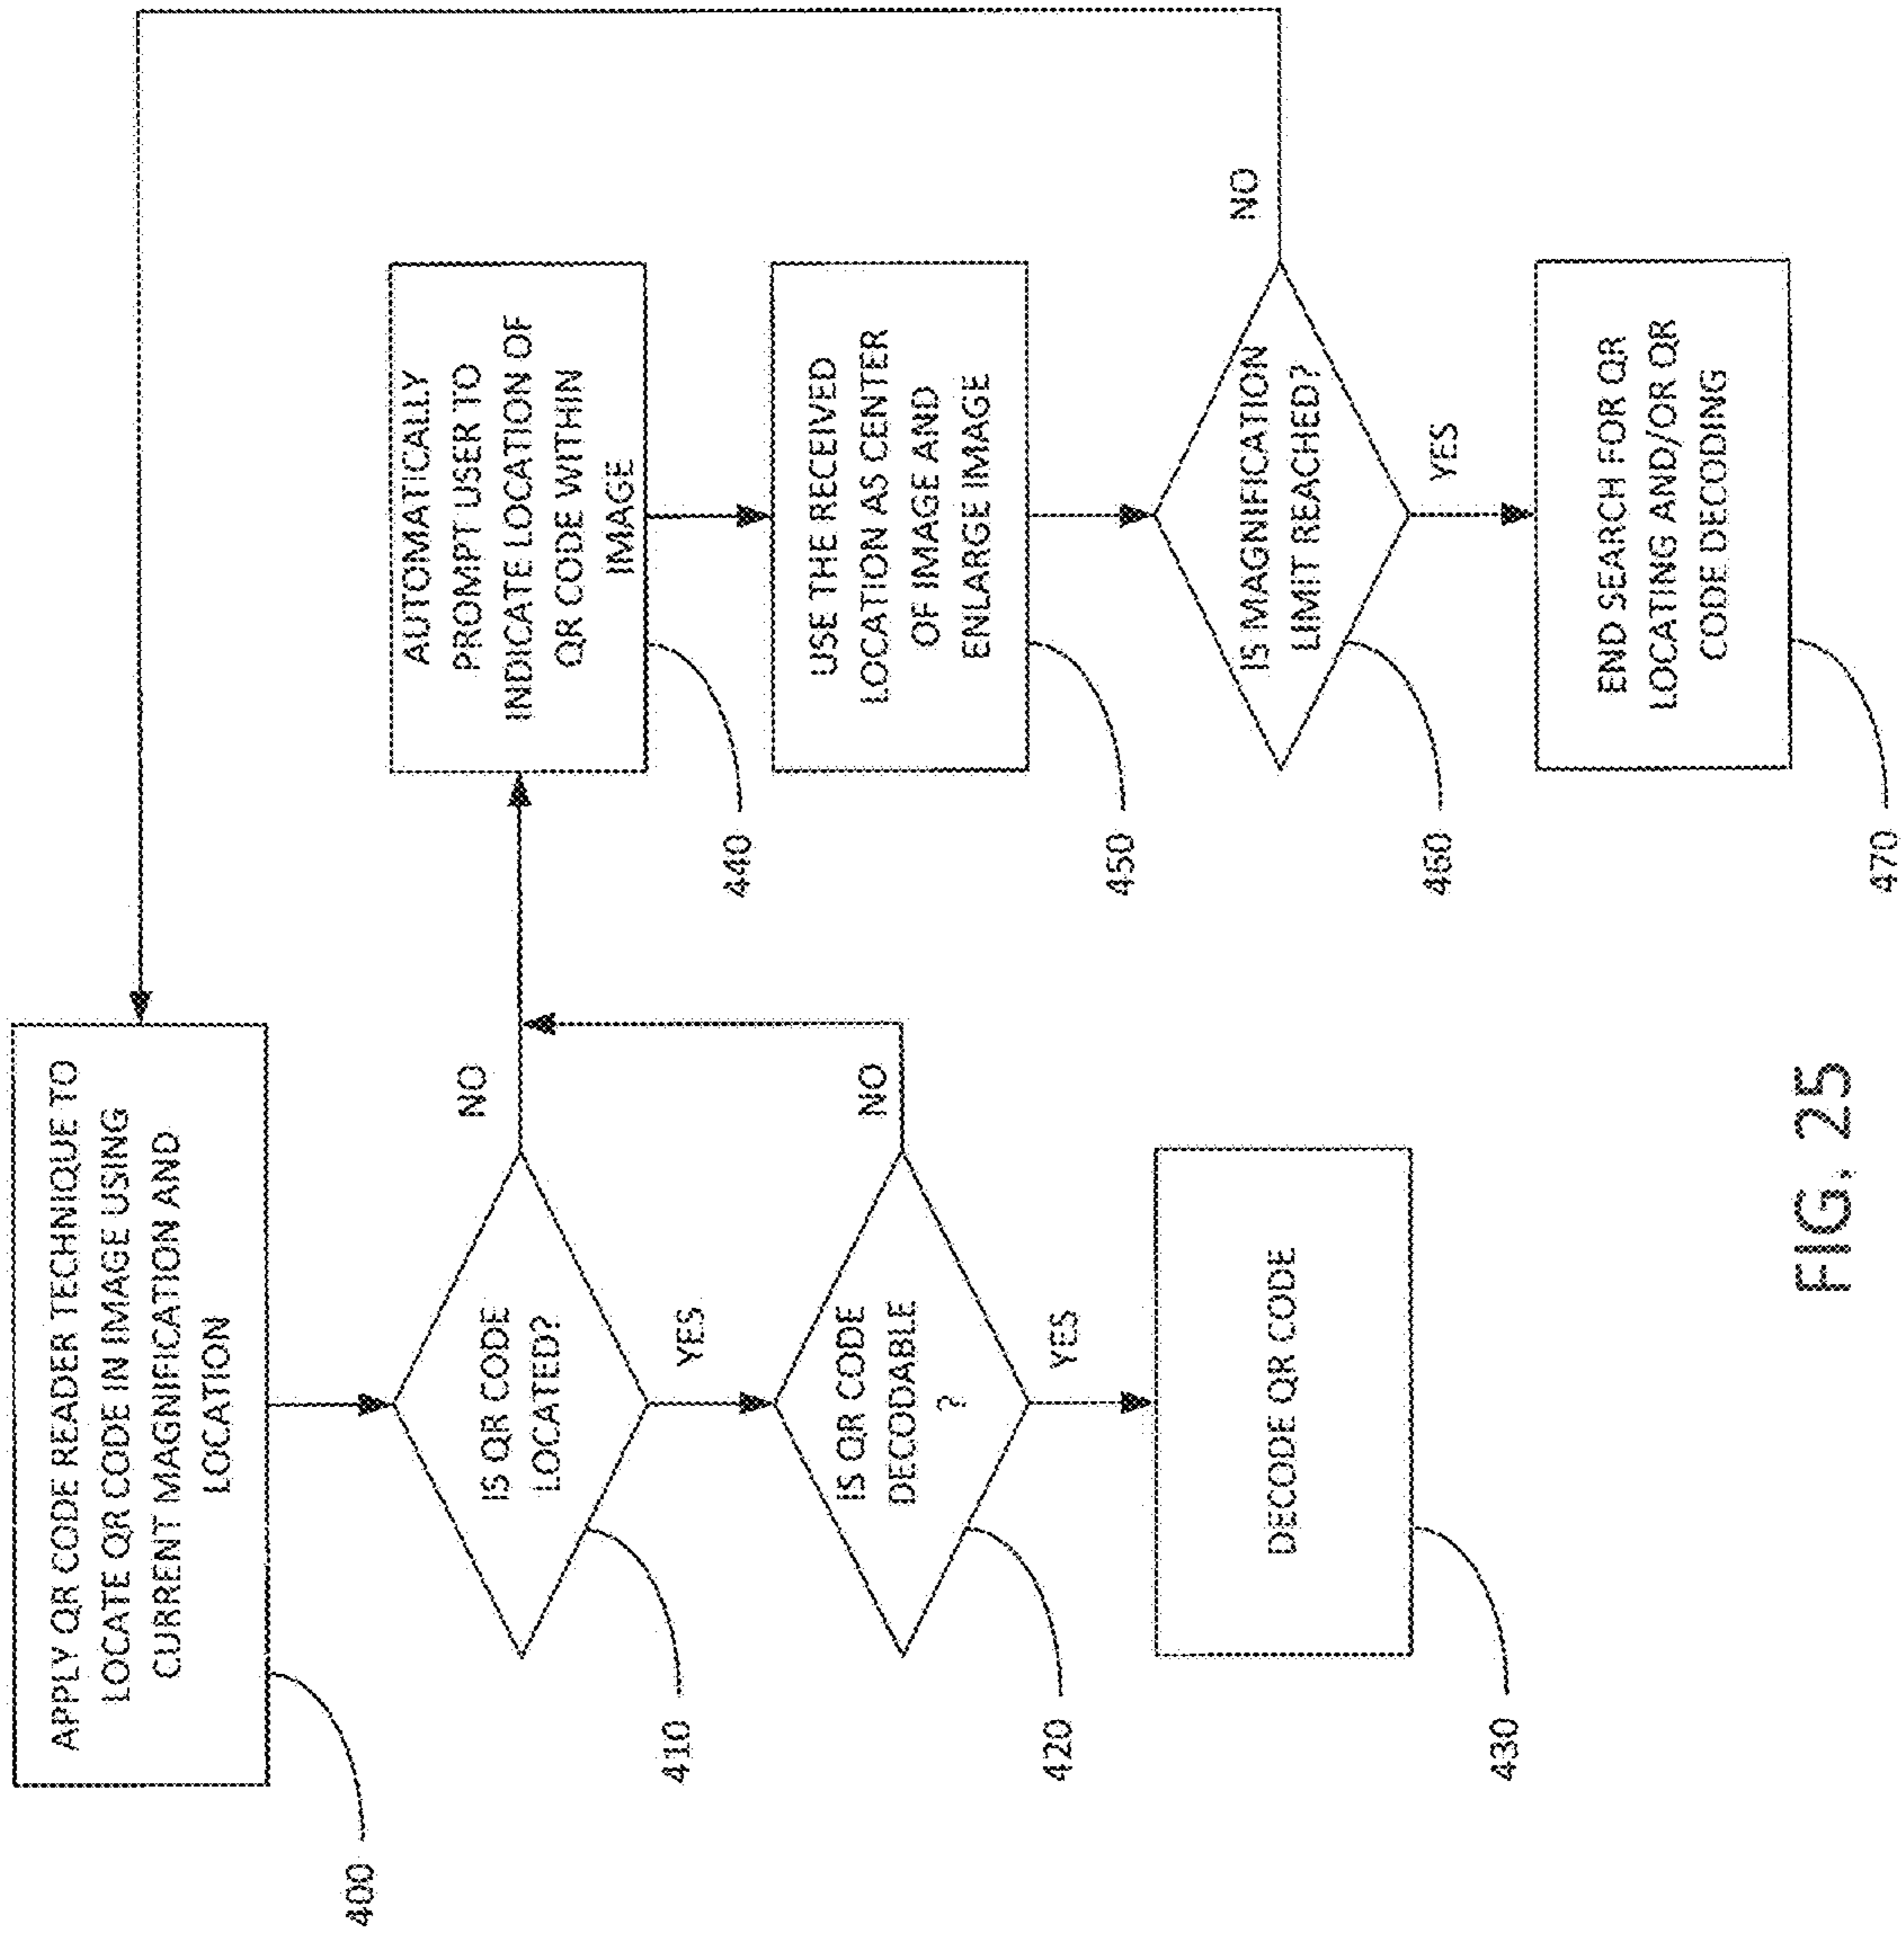 APPLY QR CODE READER TECHNIQUE TO
LOCATE QR CODE IN IMAGE USING
CURRENT MAGNIFICATION AND
LOCATION
400
IS QR CODE
LOCATED?
NO
YES
410
IS QR CODE
DECODABLE
?
NO
YES
420
DECODE QR CODE
430
AUTOMATICALLY
PROMPT USER TO
INDICATE LOCATION OF
QR CODE WITHIN
IMAGE
440
USE THE RECEIVED
LOCATION AS CENTER
OF IMAGE AND
ENLARGE IMAGE
450
IS MAGNIFICATION
LIMIT REACHED?
NO
YES
460
END SEARCH FOR QR
LOCATING AND/OR QR
CODE DECODING
470
FIG. 25